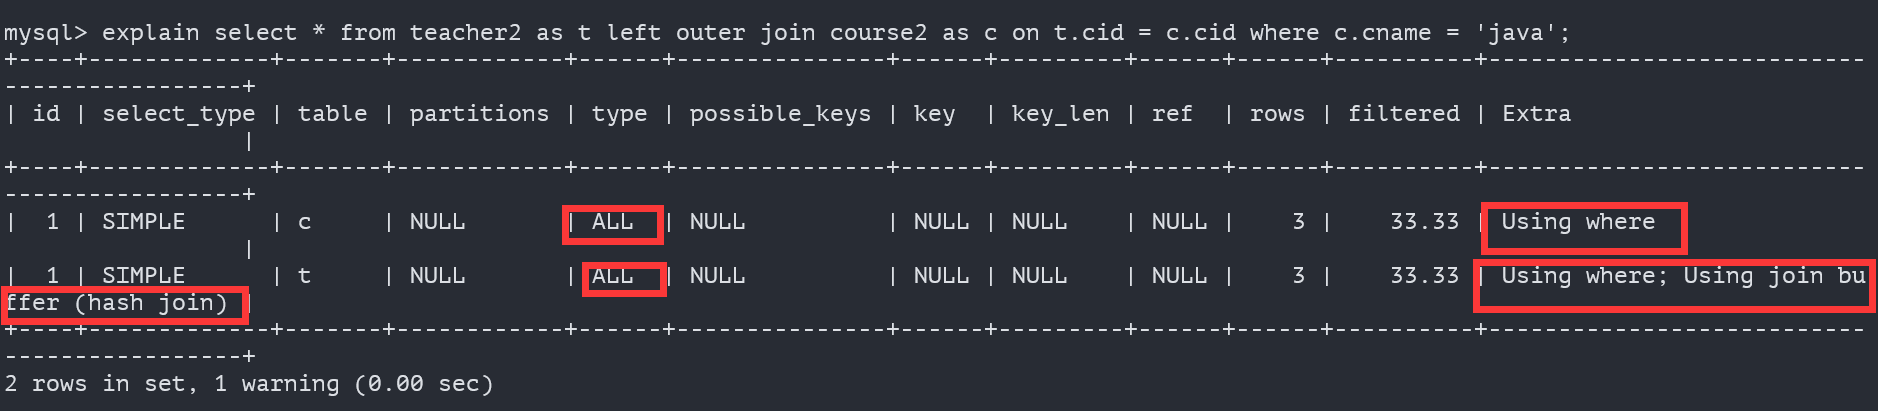 mysql> explain select * from teacher2 as t left outer join course2 as c on t.cid = c.cid where c.cname = 'java';
+----+-------------+-------+------------+------+---------------+------+---------+------+------+----------+---------------------------
-----------------+
| id | select_type | table | partitions | type | possible_keys | key  | key_len | ref  | rows | filtered | Extra
                 |
+----+-------------+-------+------------+------+---------------+------+---------+------+------+----------+---------------------------
-----------------+
|  1 | SIMPLE      | c     | NULL       | ALL  | NULL          | NULL | NULL    | NULL |    3 |    33.33 | Using where
                 |
|  1 | SIMPLE      | t     | NULL       | ALL  | NULL          | NULL | NULL    | NULL |    3 |    33.33 | Using where; Using join bu
ffer (hash join) |
+----+-------------+-------+------------+------+---------------+------+---------+------+------+----------+---------------------------
-----------------+
2 rows in set, 1 warning (0.00 sec)